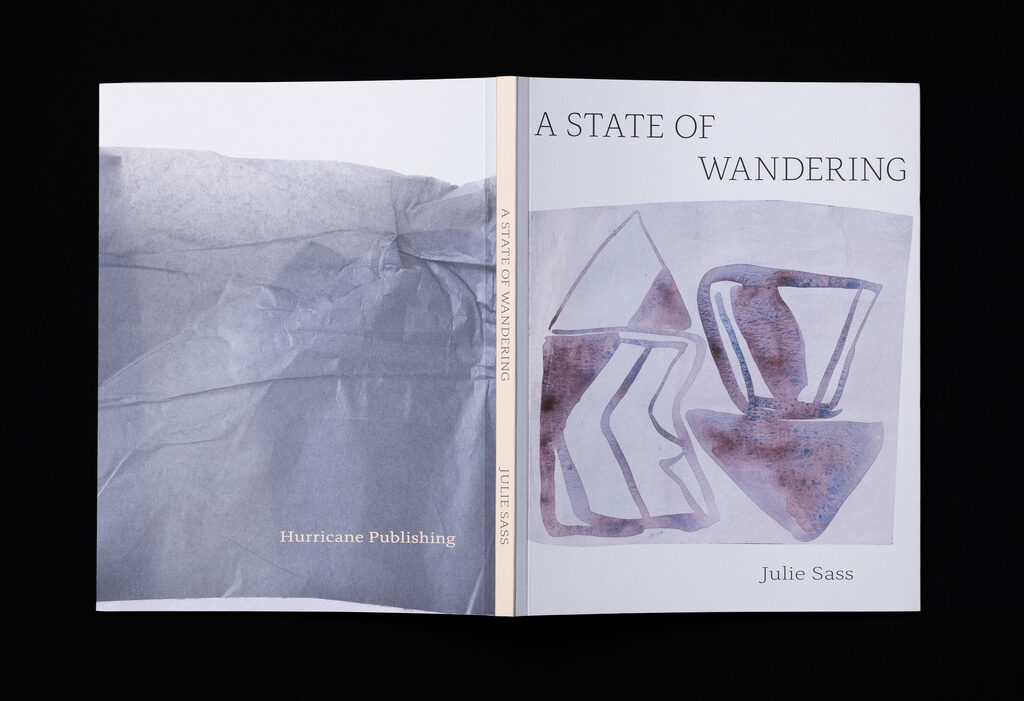 Hurricane Publishing
A STATE OF WANDERING
JULIE SASS
A STATE OF
WANDERING
Julie Sass